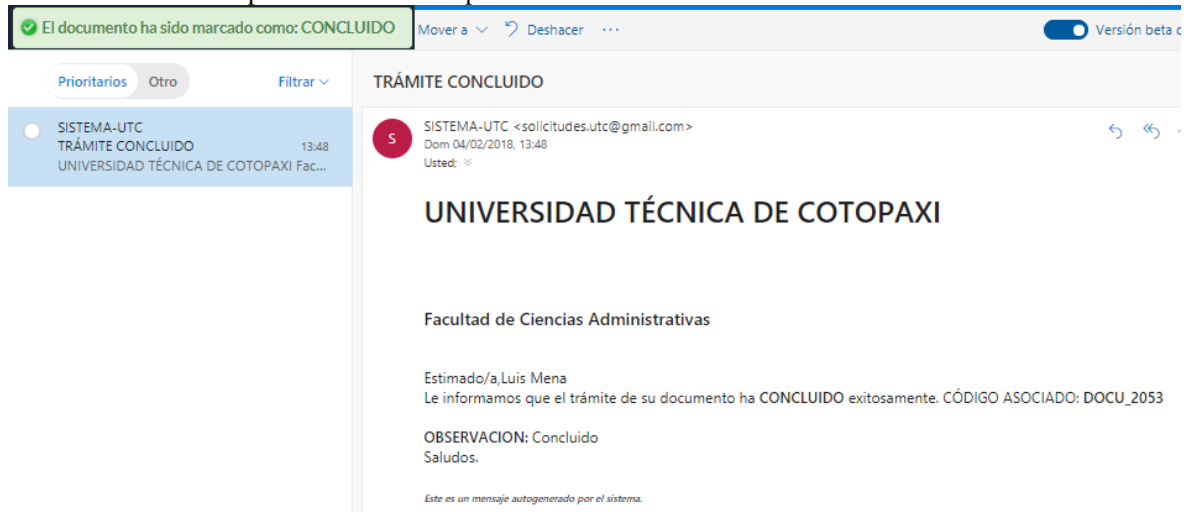 El documento ha sido marcado como: CONCLUIDO
Mover a Deshacer ···
Versión beta
Prioritarios Otro Filtrar
TRÁMITE CONCLUIDO
SISTEMA-UTC
TRÁMITE CONCLUIDO 13:48
UNIVERSIDAD TÉCNICA DE COTOPAXI Fac...
S
SISTEMA-UTC <solicitudes.utc@gmail.com>
Dom 04/02/2018, 13:48
Usted;
UNIVERSIDAD TÉCNICA DE COTOPAXI
Facultad de Ciencias Administrativas
Estimado/a,Luis Mena
Le informamos que el trámite de su documento ha CONCLUIDO exitosamente. CÓDIGO ASOCIADO: DOCU_2053
OBSERVACION: Concluido
Saludos.
Este es un mensaje autogenerado por el sistema.